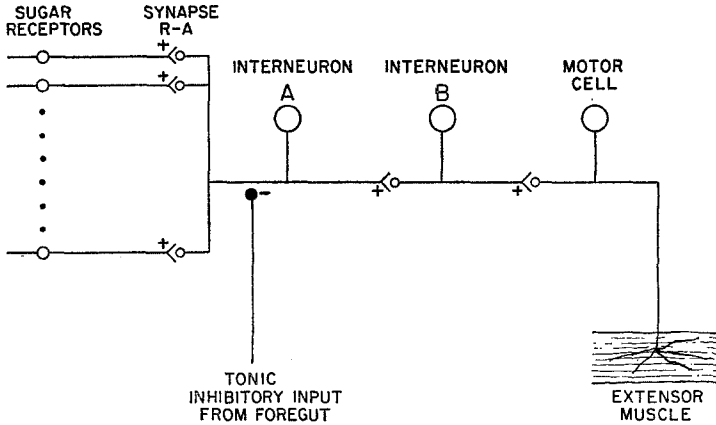 SUGAR
RECEPTORS
SYNAPSE
R-A
+
+
+
INTERNEURON
A
INTERNEURON
B
MOTOR
CELL
−
+
+
TONIC
INHIBITORY INPUT
FROM FOREGUT
EXTENSOR
MUSCLE